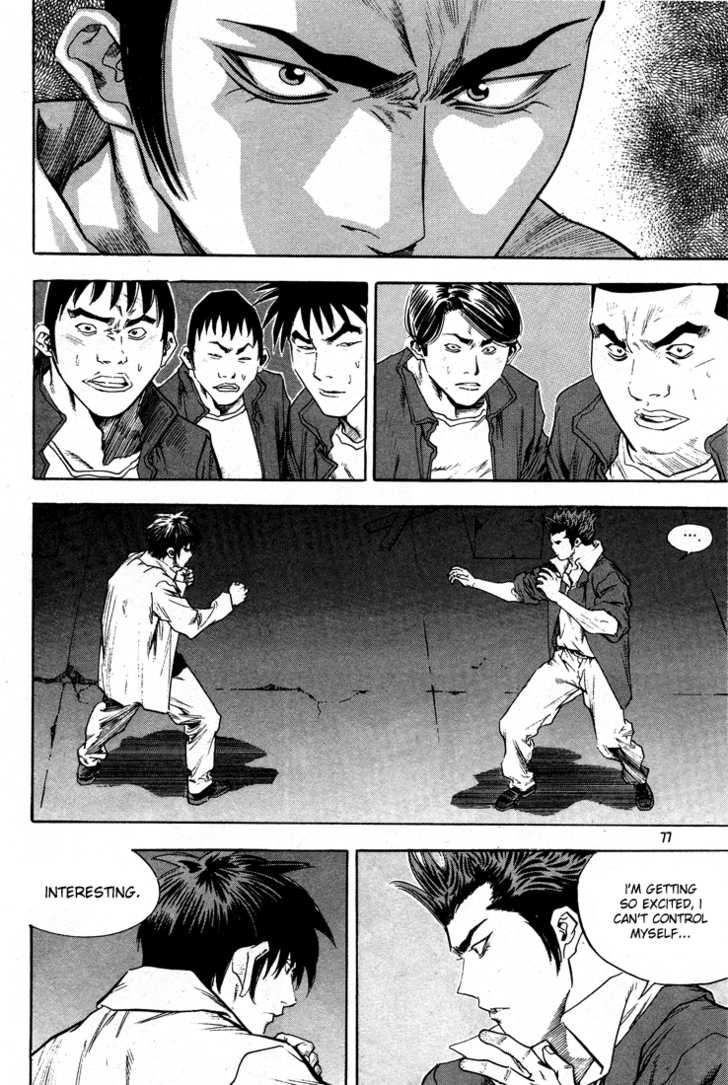 ....
77
INTERESTING.
I'M GETTING
SO EXCITED, I
CAN'T CONTROL
MYSELF...